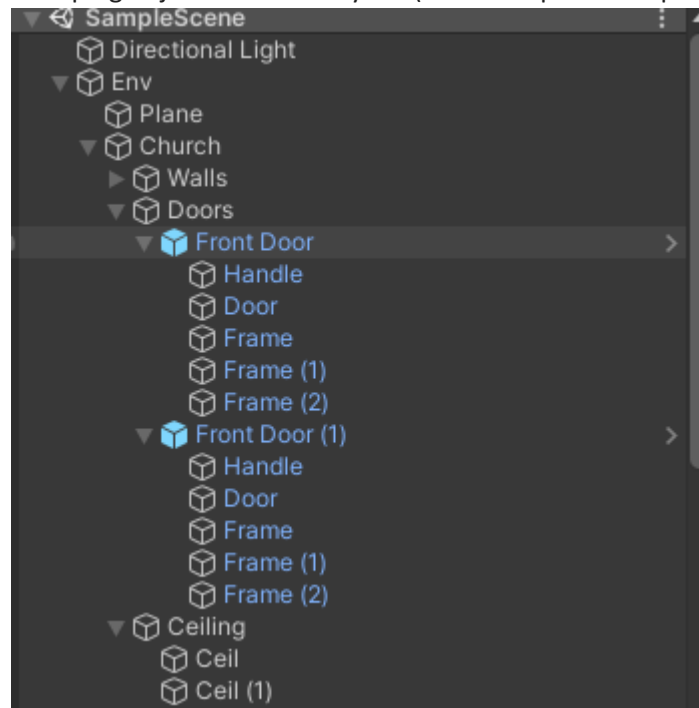 SampleScene
Directional Light
Env
Plane
Church
Walls
Doors
Front Door
Handle
Door
Frame
Frame (1)
Frame (2)
Front Door (1)
Handle
Door
Frame
Frame (1)
Frame (2)
Ceiling
Ceil
Ceil (1)